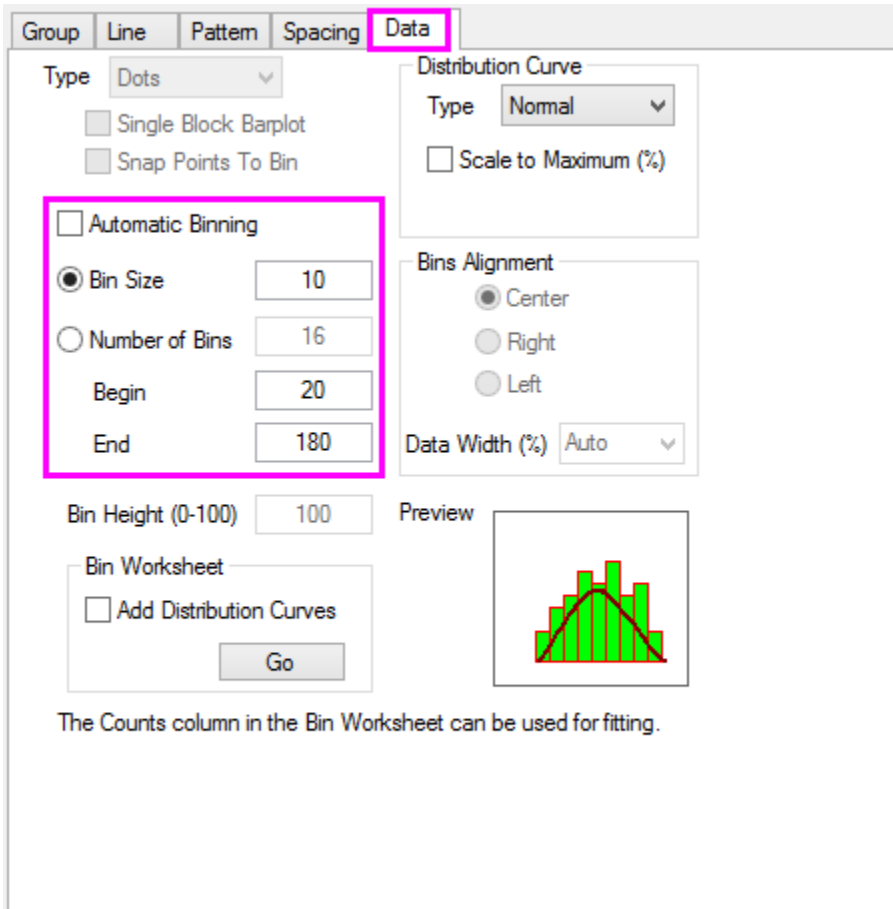 Group Line Pattern Spacing Data
Type Dots
Single Block Barplot
Snap Points To Bin
Automatic Binning
Bin Size 10
Number of Bins 16
Begin 20
End 180
Bin Height (0-100) 100
Bin Worksheet
Add Distribution Curves
Go
Distribution Curve
Type Normal
Scale to Maximum (%)
Bins Alignment
Center
Right
Left
Data Width (%) Auto
Preview
The Counts column in the Bin Worksheet can be used for fitting.